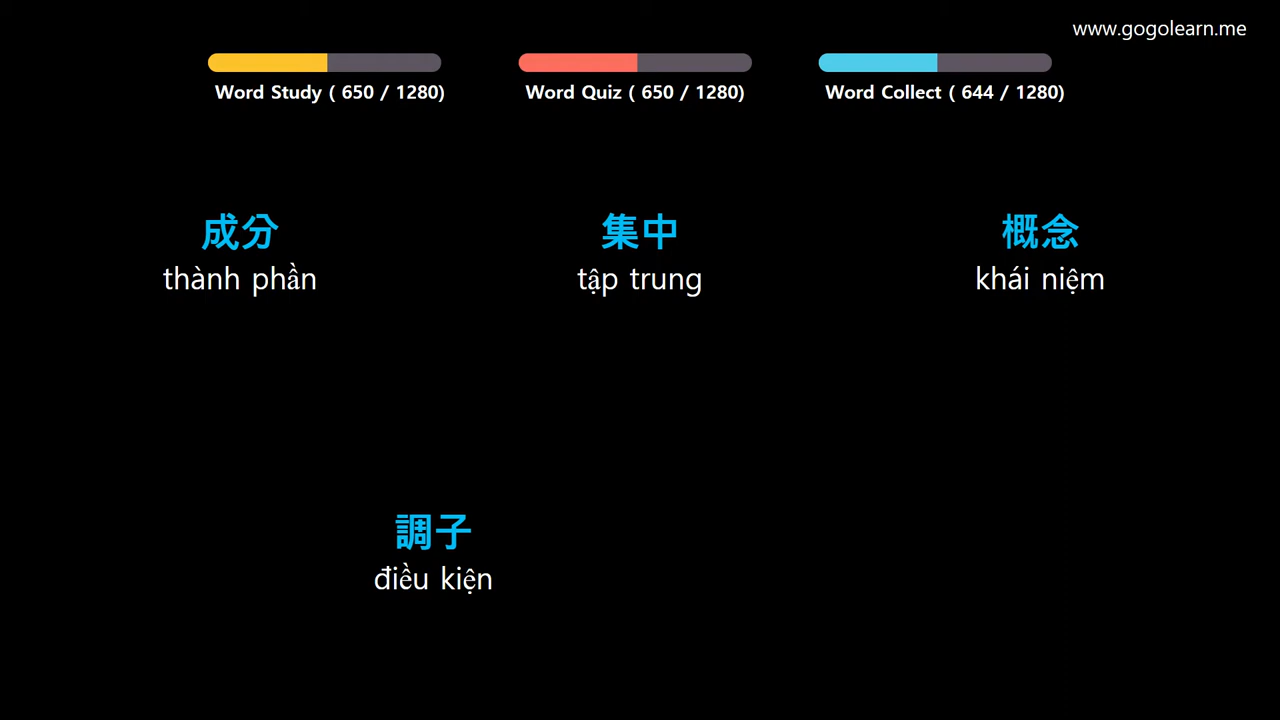 www.gogolearn.me
Word Study ( 650 / 1280)
Word Quiz ( 650 / 1280)
Word Collect ( 644 / 1280)
成分
thành phần
集中
tập trung
概念
khái niệm
調子
điều kiện